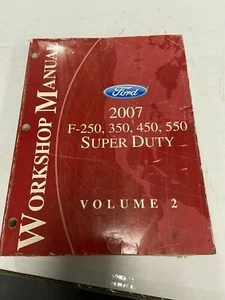 WORKSHOP MANUAL
Ford
2007
F-250, 350, 450, 550
SUPER DUTY
VOLUME 2